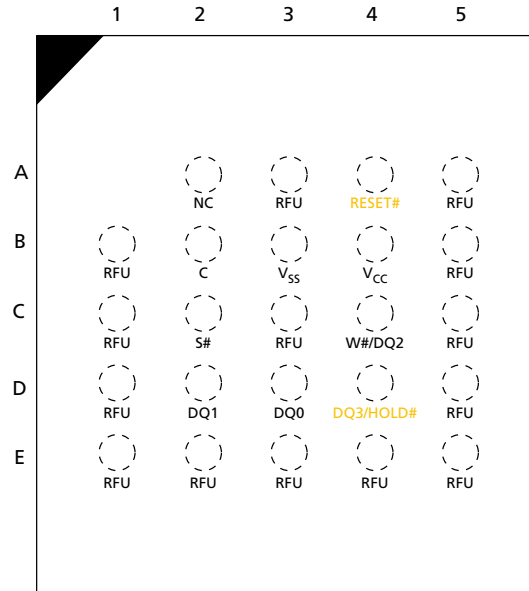 1 2 3 4 5
A
NC RFU RESET# RFU
B
RFU C VSS VCC RFU
C
RFU S# RFU W#/DQ2 RFU
D
RFU DQ1 DQ0 DQ3/HOLD# RFU
E
RFU RFU RFU RFU RFU